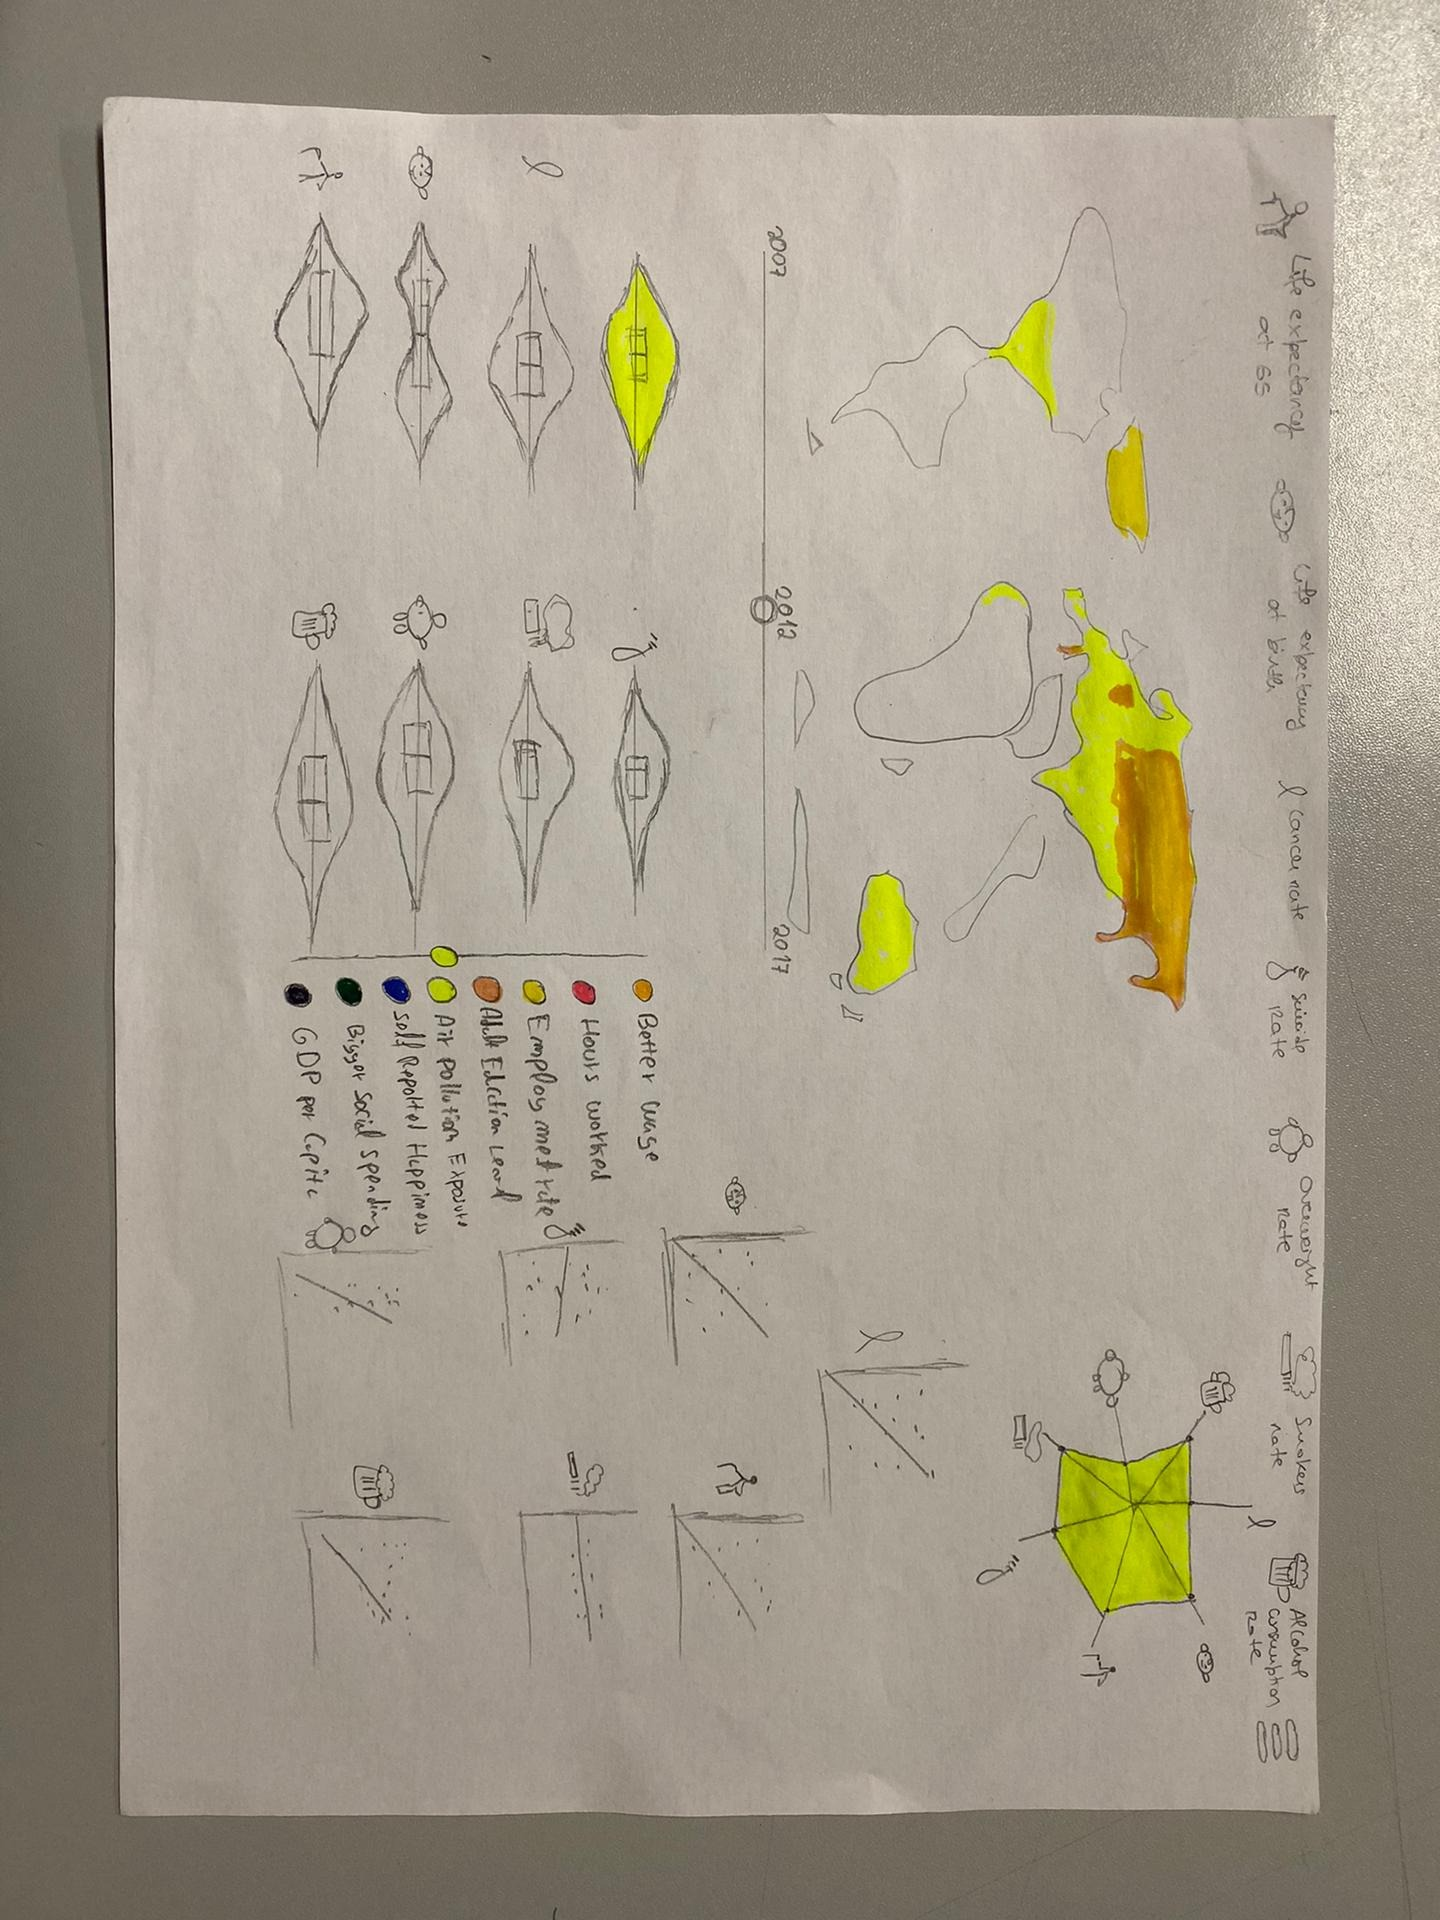 Life expectancy
at 65
Life expectancy
at birth
Cancer rate
Suicide
Rate
Overweight
rate
Smokers
rate
Alcohol
consumption
rate
2007
2012
2017
Better wage
Hours worked
Employment rate
Adult Edction Level
Air pollution Exposure
Self Reported Happiness
Bigger Social Spending
GDP per Capita